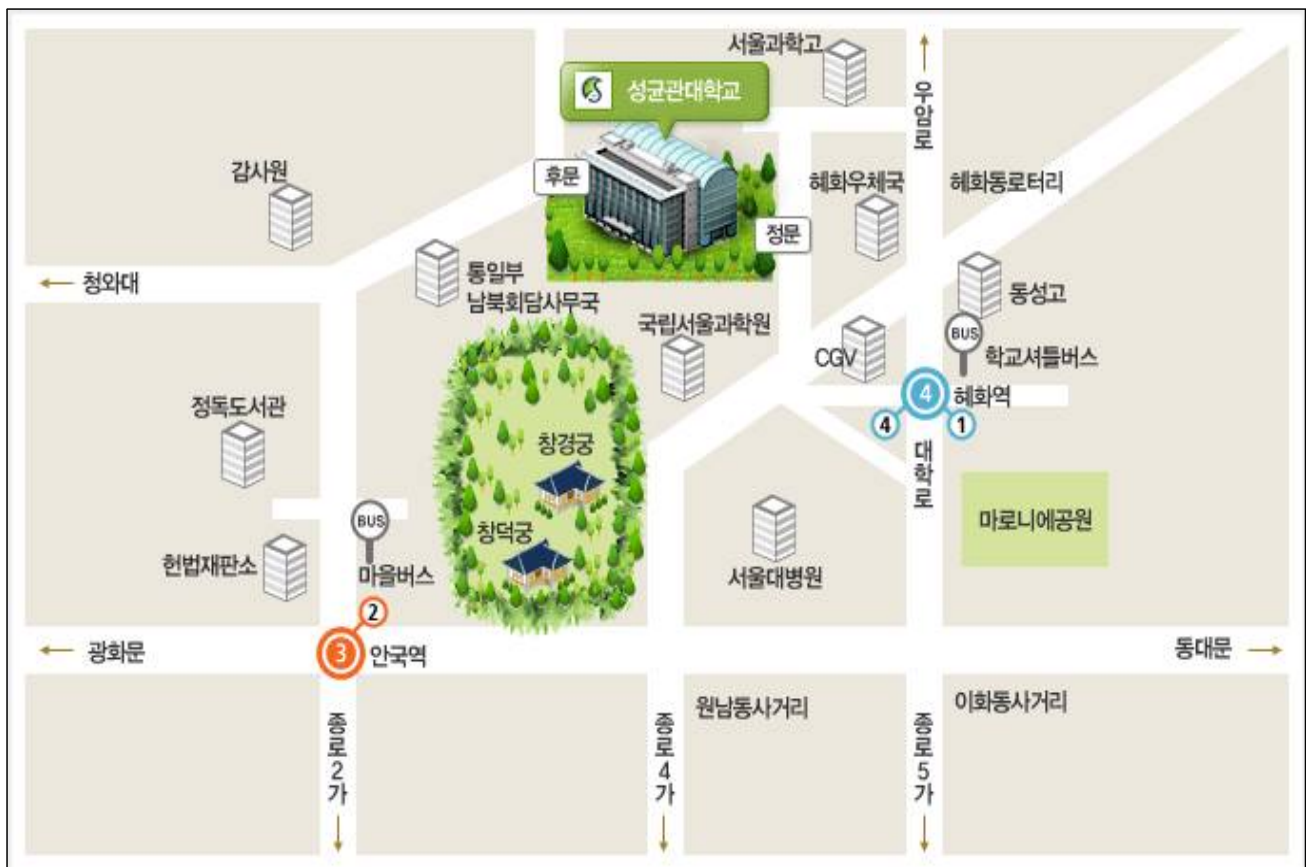 서울과학고
성균관대학교
우암로
감사원
후문
혜화우체국
혜화동로터리
정문
청와대
통일부
남북회담사무국
동성고
국립서울과학원
BUS
CGV
학교셔틀버스
4
혜화역
4
1
정독도서관
창경궁
대학로
BUS
마로니에공원
창덕궁
헌법재판소
마을버스
서울대병원
2
광화문
3
안국역
동대문
원남동사거리
이화동사거리
종로2가
종로4가
종로5가